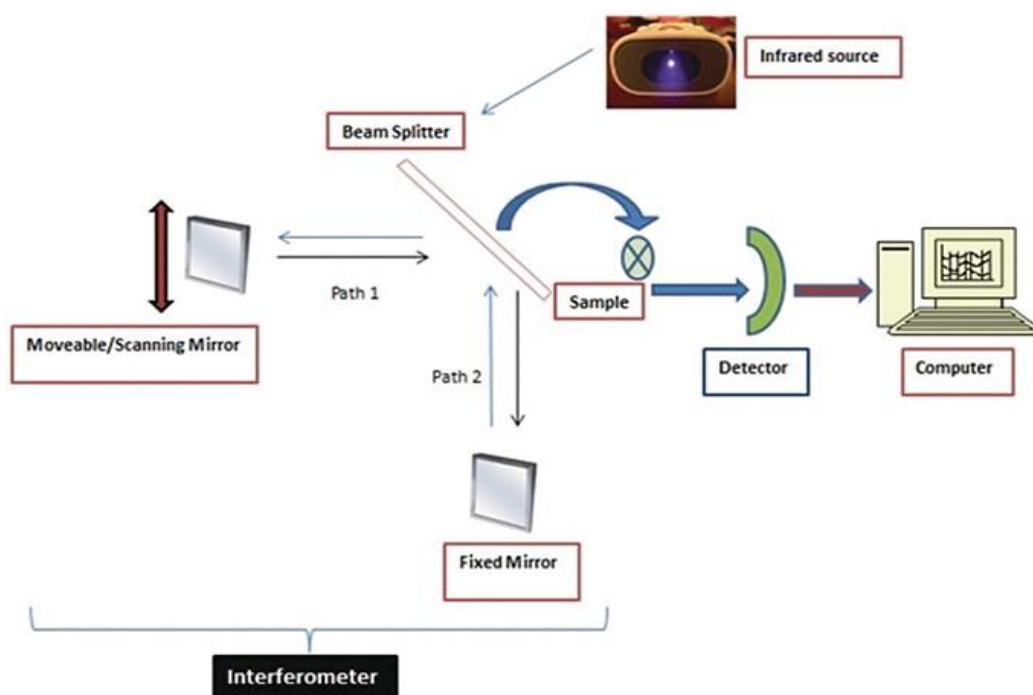 Infrared source
Beam Splitter
Path 1
Sample
Moveable/Scanning Mirror
Path 2
Detector
Computer
Fixed Mirror
Interferometer